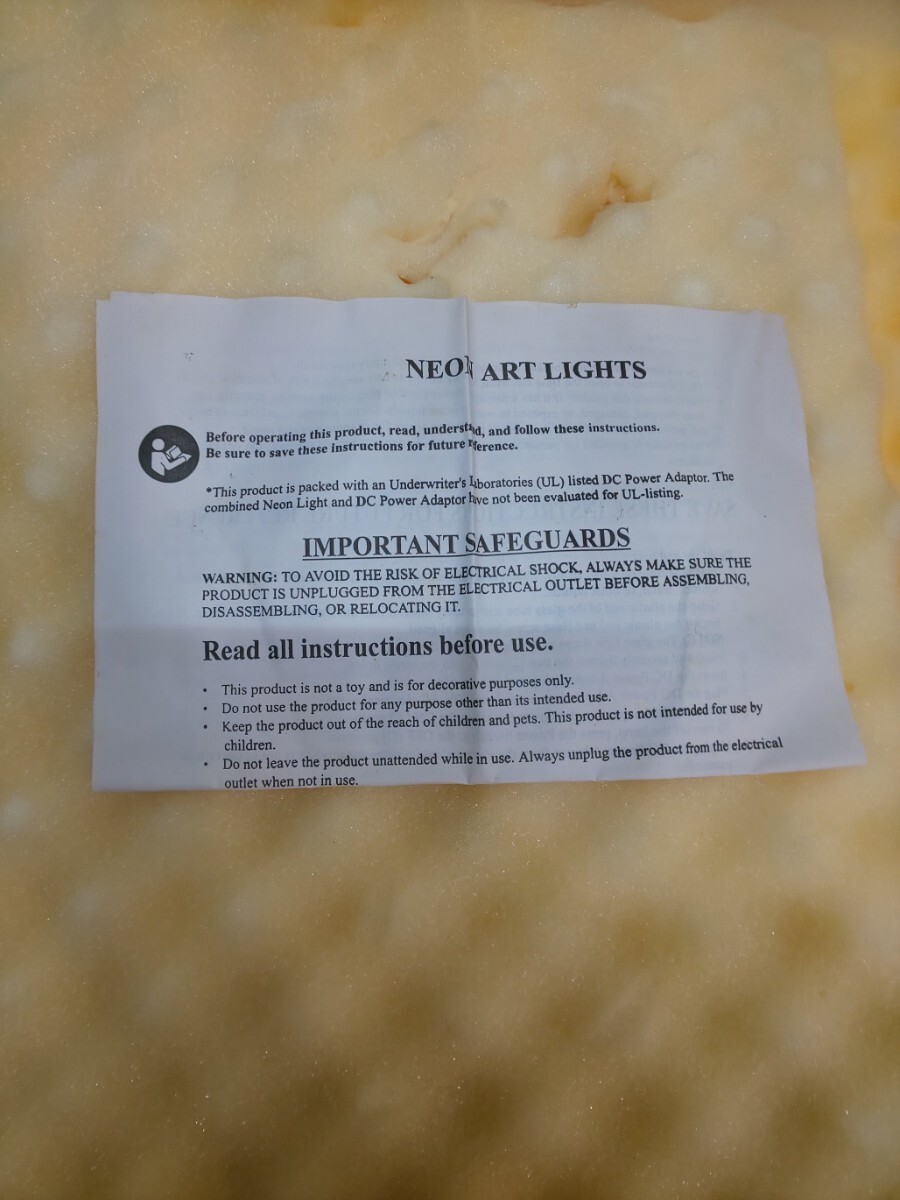 NEON ART LIGHTS
Before operating this product, read, understand, and follow these instructions.
Be sure to save these instructions for future reference.
*This product is packed with an Underwriter's Laboratories (UL) listed DC Power Adaptor. The
combined Neon Light and DC Power Adaptor have not been evaluated for UL-listing.
IMPORTANT SAFEGUARDS
WARNING: TO AVOID THE RISK OF ELECTRICAL SHOCK, ALWAYS MAKE SURE THE
PRODUCT IS UNPLUGGED FROM THE ELECTRICAL OUTLET BEFORE ASSEMBLING,
DISASSEMBLING, OR RELOCATING IT.
Read all instructions before use.
• This product is not a toy and is for decorative purposes only.
• Do not use the product for any purpose other than its intended use.
• Keep the product out of the reach of children and pets. This product is not intended for use by
children.
• Do not leave the product unattended while in use. Always unplug the product from the electrical
outlet when not in use.